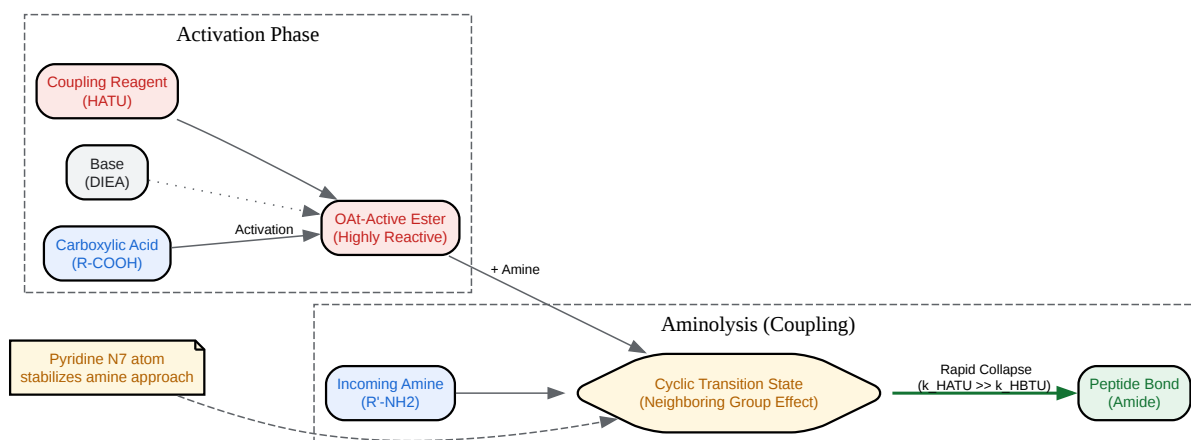 Activation Phase
Coupling Reagent
(HATU)
Base
(DIEA)
Carboxylic Acid
(R-COOH)
Activation
OAt-Active Ester
(Highly Reactive)
+ Amine
Aminolysis (Coupling)
Pyridine N7 atom
stabilizes amine approach
Incoming Amine
(R'-NH2)
Cyclic Transition State
(Neighboring Group Effect)
Rapid Collapse
(k_HATU >> k_HBTU)
Peptide Bond
(Amide)